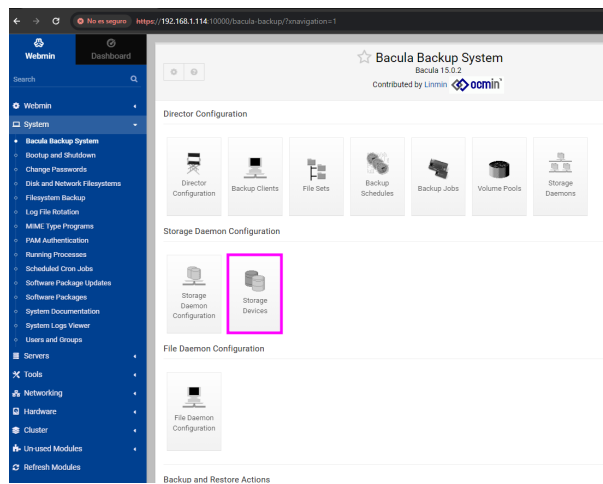 No es seguro https://192.168.1.114:10000/bacula-backup/?xnavigation=1
Webmin
Dashboard
Search
Webmin
System
Bacula Backup System
Bootup and Shutdown
Change Passwords
Disk and Network Filesystems
Filesystem Backup
Log File Rotation
MIME Type Programs
PAM Authentication
Running Processes
Scheduled Cron Jobs
Software Package Updates
Software Packages
System Documentation
System Logs Viewer
Users and Groups
Servers
Tools
Networking
Hardware
Cluster
Un-used Modules
Refresh Modules
Bacula Backup System
Bacula 15.0.2
Contributed by Linmin ocmin
Director Configuration
Director
Configuration
Backup Clients
File Sets
Backup
Schedules
Backup Jobs
Volume Pools
Storage
Daemons
Storage Daemon Configuration
Storage
Daemon
Configuration
Storage
Devices
File Daemon Configuration
File Daemon
Configuration
Backup and Restore Actions